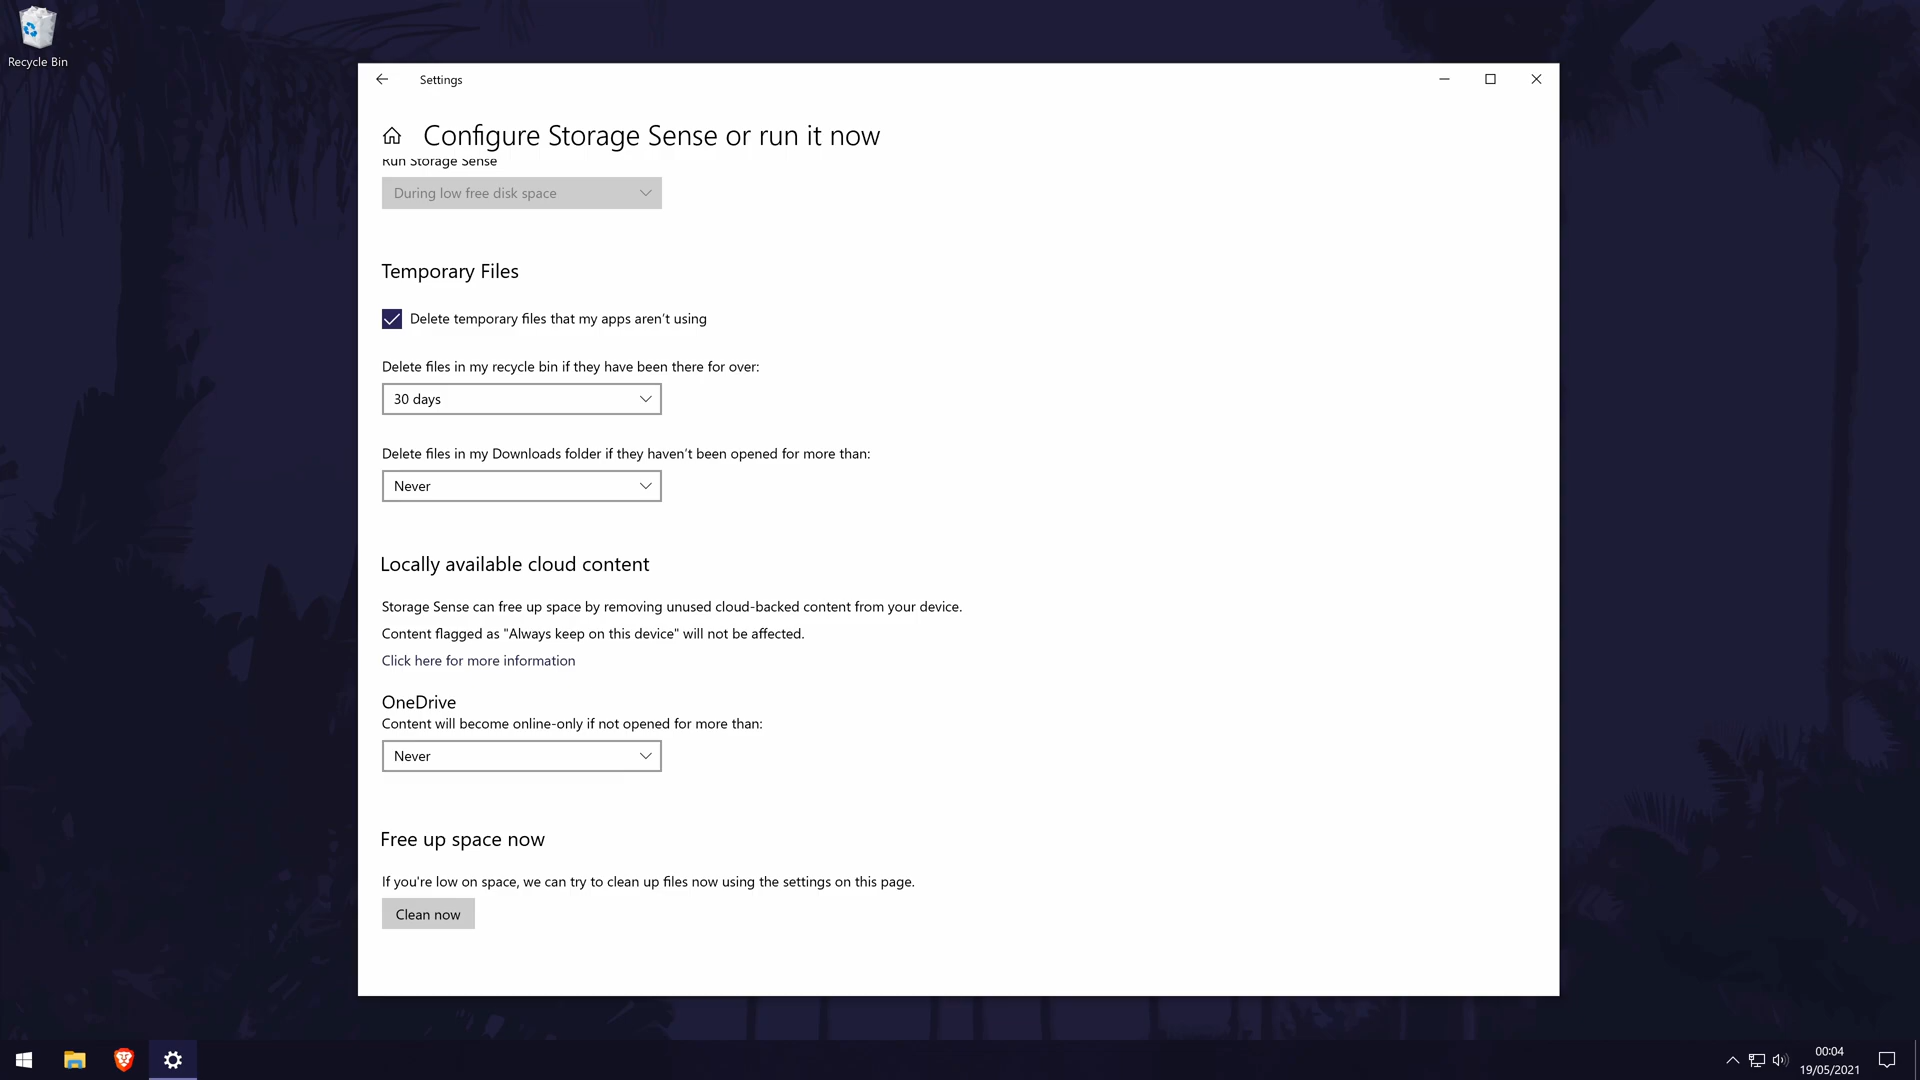 Recycle Bin
Settings
Configure Storage Sense or run it now
Run Storage Sense
During low free disk space
Temporary Files
Delete temporary files that my apps aren't using
Delete files in my recycle bin if they have been there for over:
30 days
Delete files in my Downloads folder if they haven't been opened for more than:
Never
Locally available cloud content
Storage Sense can free up space by removing unused cloud-backed content from your device.
Content flagged as "Always keep on this device" will not be affected.
Click here for more information
OneDrive
Content will become online-only if not opened for more than:
Never
Free up space now
If you're low on space, we can try to clean up files now using the settings on this page.
Clean now
00:04
19/05/2021